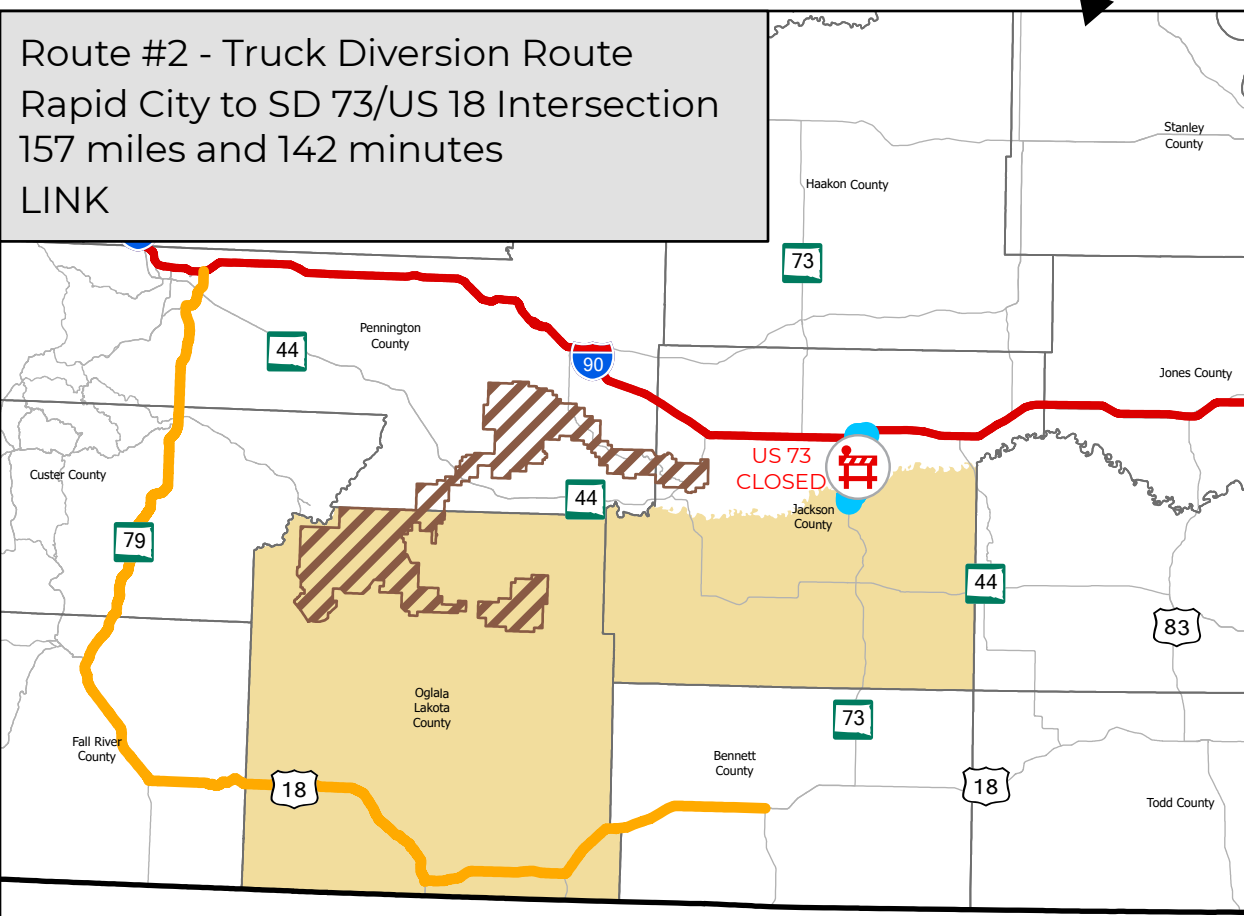 Route #2 - Truck Diversion Route
Rapid City to SD 73/US 18 Intersection
157 miles and 142 minutes
LINK
Stanley
County
Haakon County
73
Pennington
County
44
90
Jones County
US 73
CLOSED
Custer County
44
Jackson
County
79
44
83
Oglala
Lakota
County
73
Fall River
County
Bennett
County
18
18
Todd County